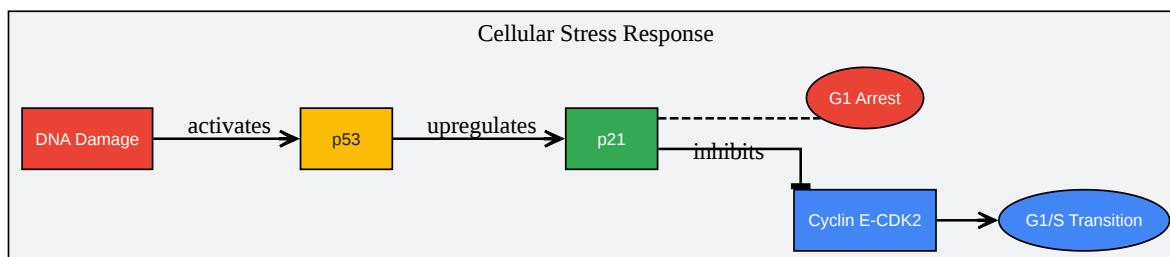 Cellular Stress Response
DNA Damage
activates
p53
upregulates
p21
G1 Arrest
inhibits
Cyclin E-CDK2
G1/S Transition